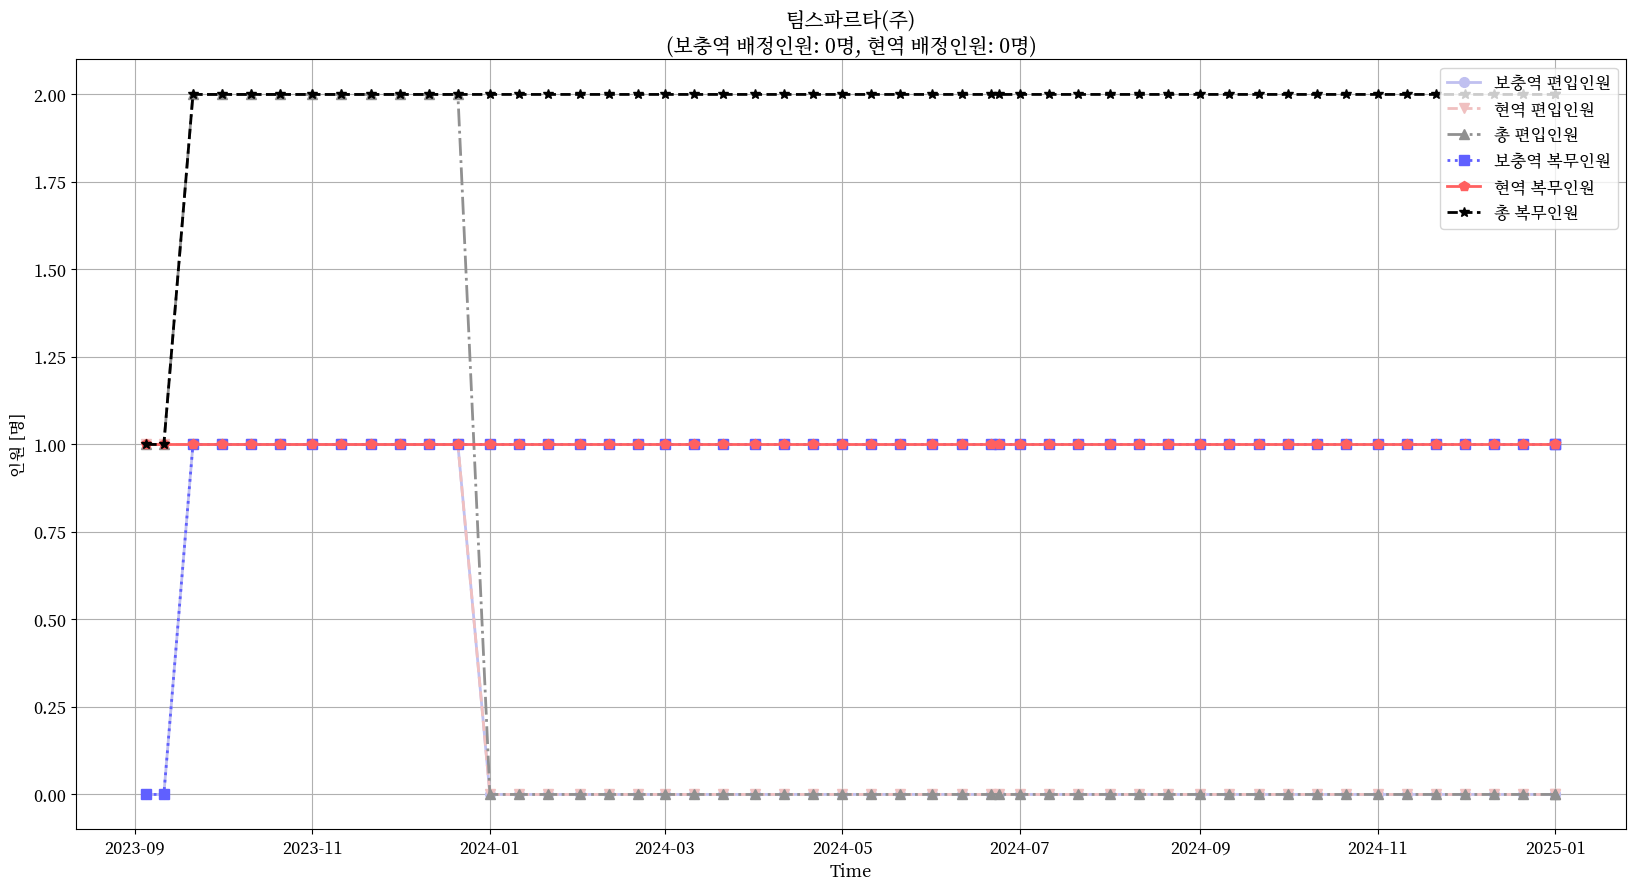 팀스파르타(주)
(보충역 배정인원: 0명, 현역 배정인원: 0명)
보충역 편입인원
현역 편입인원
총 편입인원
보충역 복무인원
현역 복무인원
총 복무인원
인원 [명]
2.00
1.75
1.50
1.25
1.00
0.75
0.50
0.25
0.00
2023-09
2023-11
2024-01
2024-03
2024-05
2024-07
2024-09
2024-11
2025-01
Time